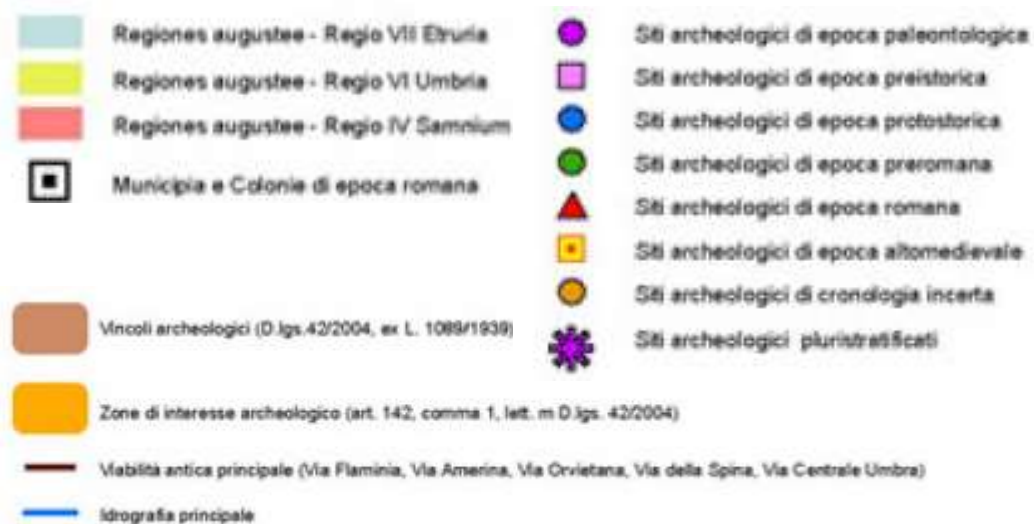 Regiones augustee - Regio VII Etruria
Regiones augustee - Regio VI Umbria
Regiones augustee - Regio IV Samnium
Municipia e Colonie di epoca romana
Siti archeologici di epoca paleontologica
Siti archeologici di epoca preistorica
Siti archeologici di epoca protostorica
Siti archeologici di epoca preromana
Siti archeologici di epoca romana
Siti archeologici di epoca altomedievale
Siti archeologici di cronologia incerta
Siti archeologici pluristratificati
Vincoli archeologici (D.lgs.42/2004, ex L. 1089/1939)
Zone di interesse archeologico (art. 142, comma 1, lett. m D.lgs. 42/2004)
Viabilità antica principale (Via Flaminia, Via Amerina, Via Orvietana, Via della Spina, Via Centrale Umbra)
Idrografia principale